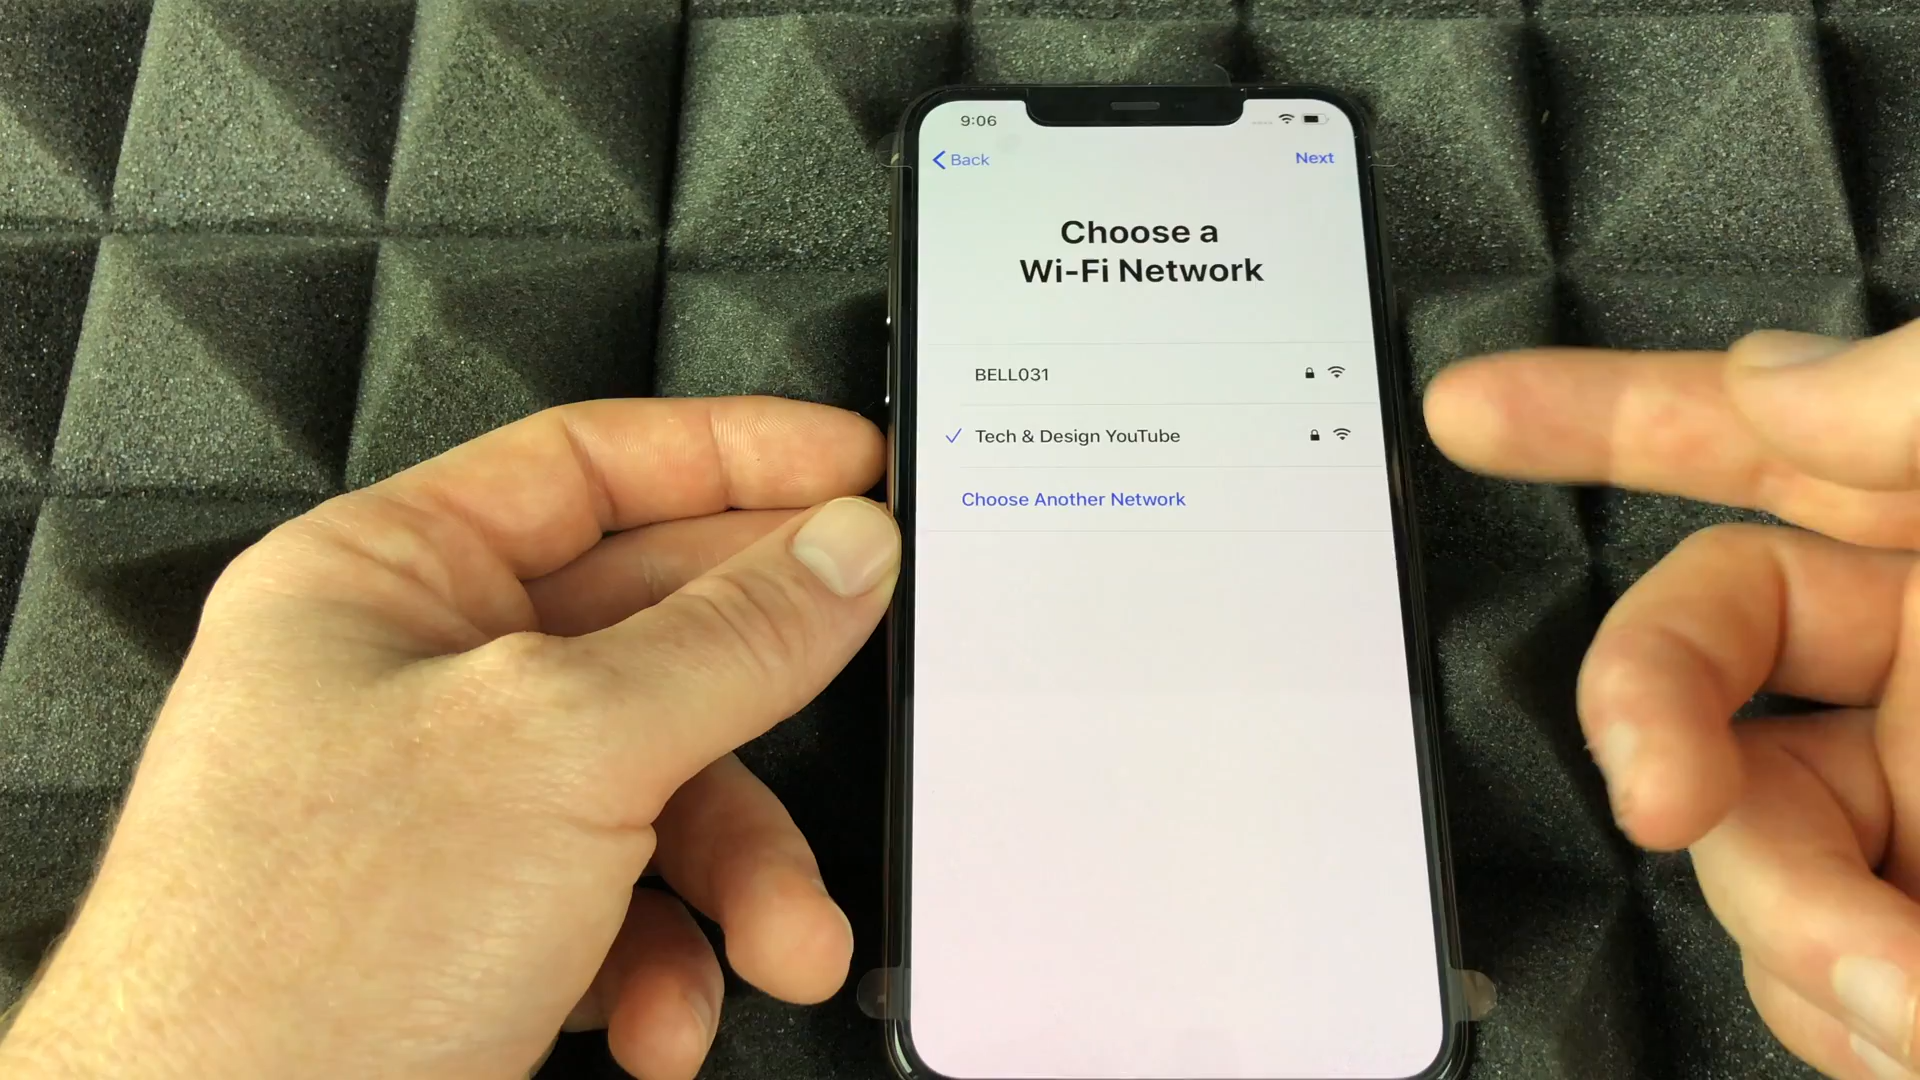 9:06
Back
Next
Choose a
Wi-Fi Network
BELL031
Tech & Design YouTube
Choose Another Network